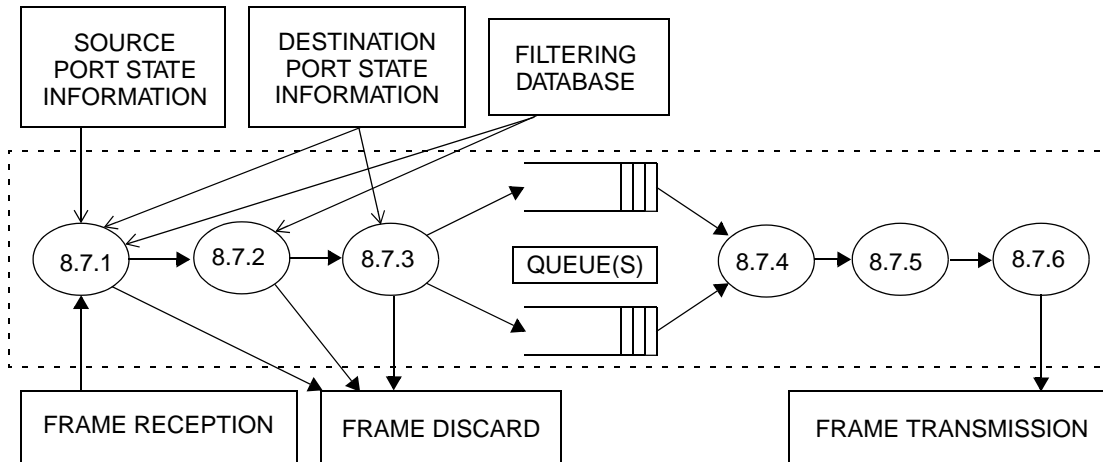 SOURCE
PORT STATE
INFORMATION
DESTINATION
PORT STATE
INFORMATION
FILTERING
DATABASE
8.7.1
8.7.2
8.7.3
QUEUE(S)
8.7.4
8.7.5
8.7.6
FRAME RECEPTION
FRAME DISCARD
FRAME TRANSMISSION